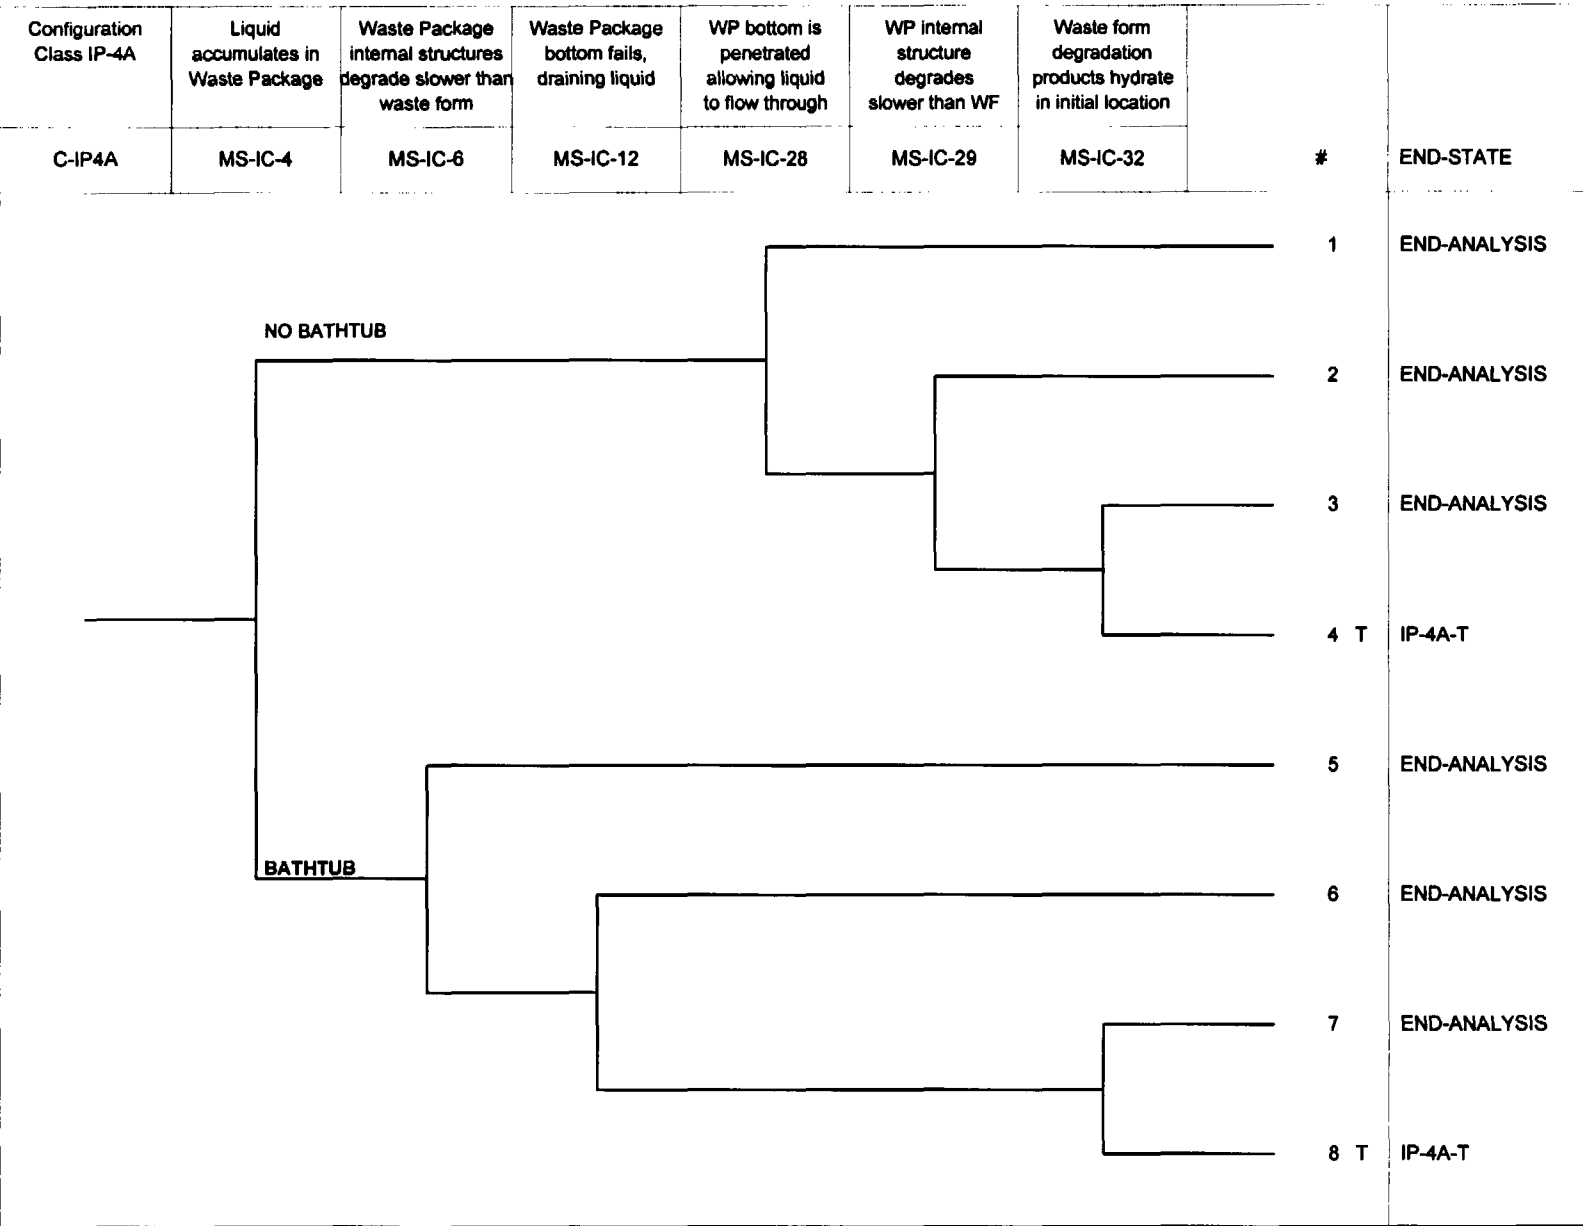 Configuration
Class IP-4A
Liquid
accumulates in
Waste Package
Waste Package
internal structures
degrade slower than
waste form
Waste Package
bottom fails,
draining liquid
WP bottom is
penetrated
allowing liquid
to flow through
WP internal
structure
degrades
slower than WF
Waste form
degradation
products hydrate
in initial location
C-IP4A
MS-IC-4
MS-IC-6
MS-IC-12
MS-IC-28
MS-IC-29
MS-IC-32
#
END-STATE
1 END-ANALYSIS
NO BATHTUB
2 END-ANALYSIS
3 END-ANALYSIS
4 T IP-4A-T
5 END-ANALYSIS
BATHTUB
6 END-ANALYSIS
7 END-ANALYSIS
8 T IP-4A-T